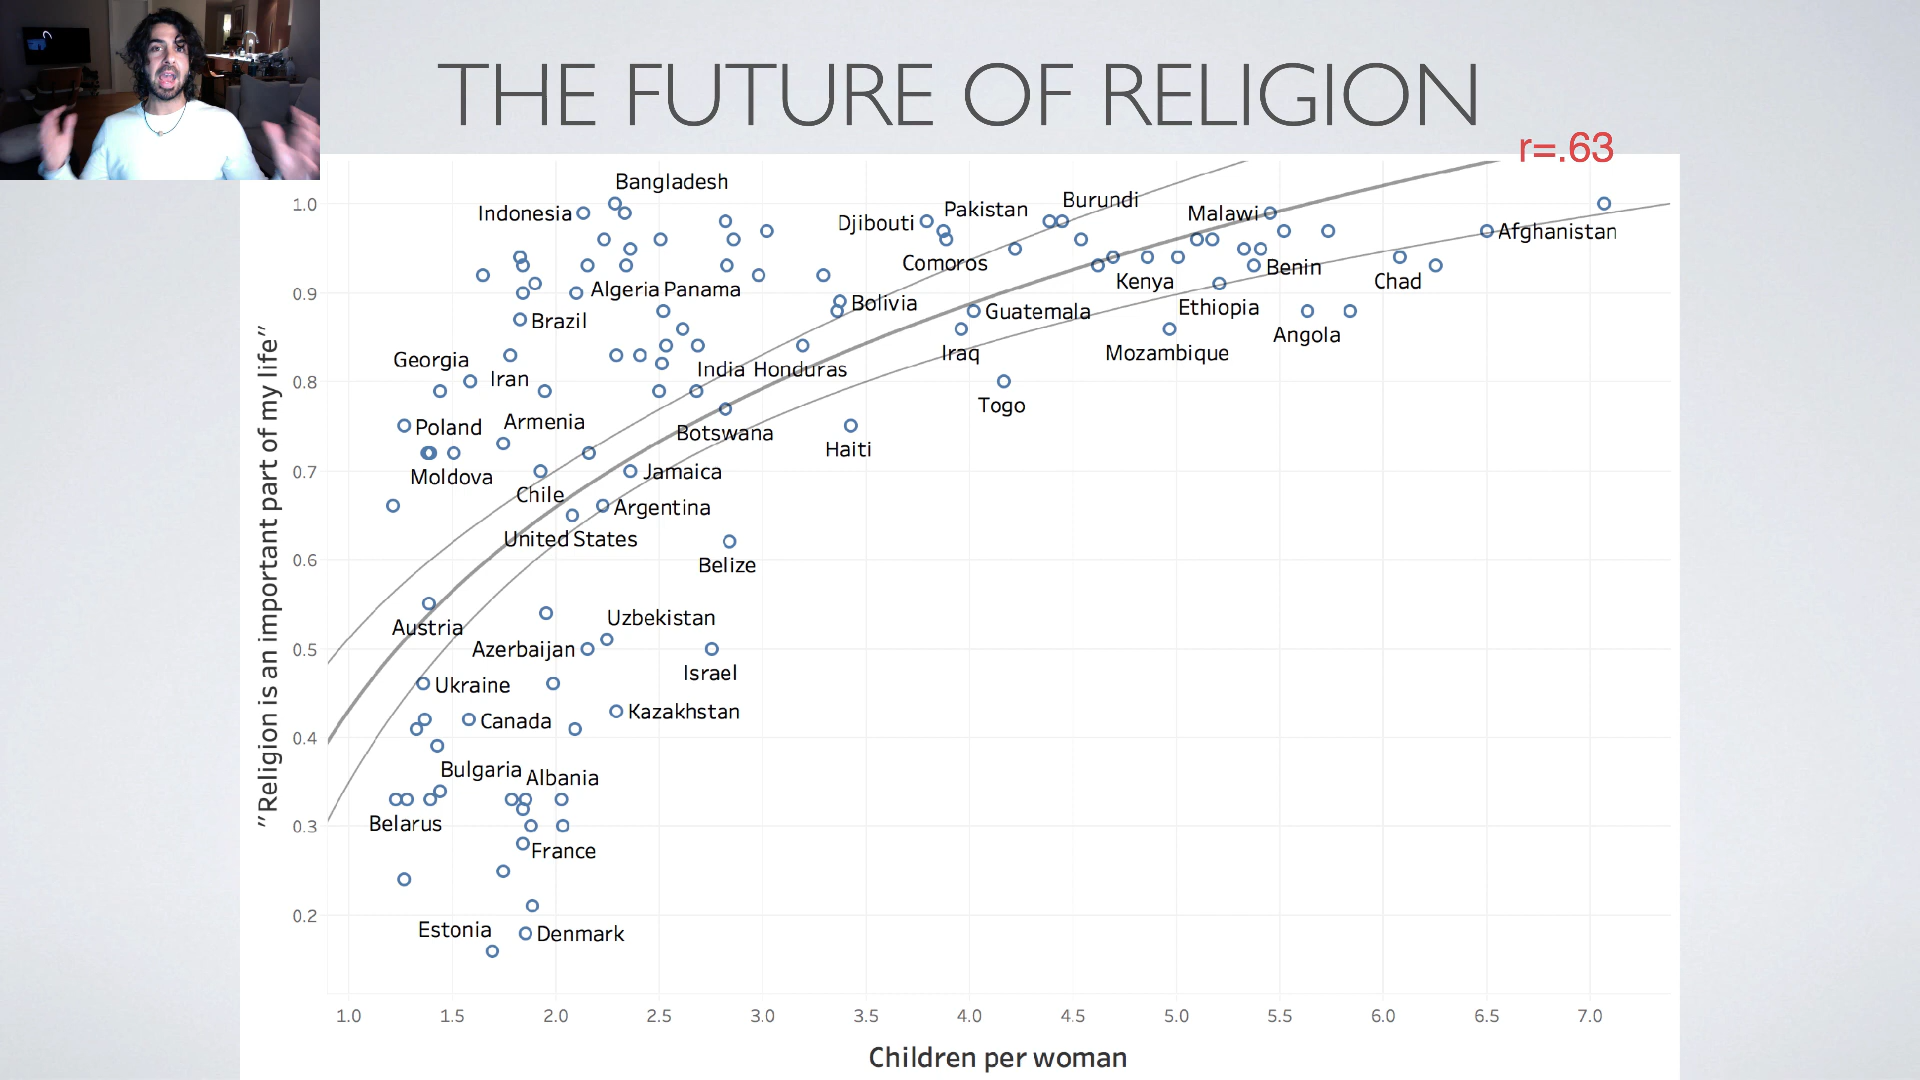 THE FUTURE OF RELIGION
r=.63
Bangladesh
Indonesia
Djibouti
Pakistan
Burundi
Malawi
Afghanistan
Comoros
Kenya
Benin
Chad
Algeria
Panama
Bolivia
Guatemala
Ethiopia
Angola
Brazil
Iraq
Mozambique
Georgia
Iran
India
Honduras
Togo
Poland
Armenia
Botswana
Haiti
Moldova
Chile
Jamaica
Argentina
United States
Belize
Austria
Uzbekistan
Azerbaijan
Israel
Ukraine
Canada
Kazakhstan
Bulgaria
Albania
Belarus
France
Estonia
Denmark
"Religion is an important part of my life"
1.0
0.9
0.8
0.7
0.6
0.5
0.4
0.3
0.2
1.0 1.5 2.0 2.5 3.0 3.5 4.0 4.5 5.0 5.5 6.0 6.5 7.0
Children per woman